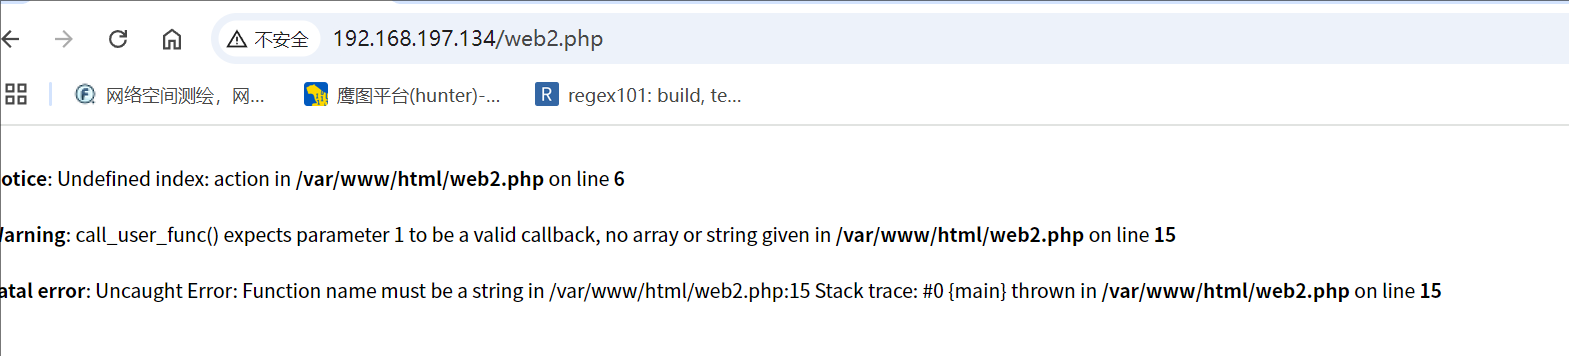 不安全 192.168.197.134/web2.php
网络空间测绘，网... 鹰图平台(hunter)-... R regex101: build, te...
otice: Undefined index: action in /var/www/html/web2.php on line 6
Warning: call_user_func() expects parameter 1 to be a valid callback, no array or string given in /var/www/html/web2.php on line 15
atal error: Uncaught Error: Function name must be a string in /var/www/html/web2.php:15 Stack trace: #0 {main} thrown in /var/www/html/web2.php on line 15